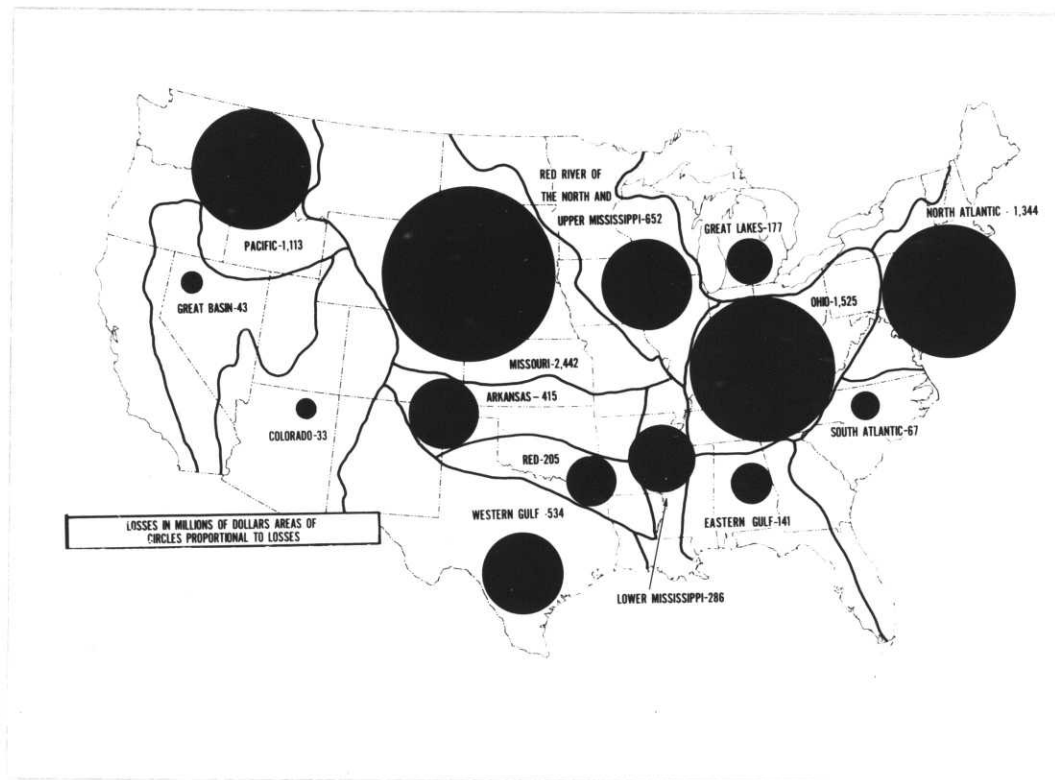 RED RIVER OF
THE NORTH AND
UPPER MISSISSIPPI-652
GREAT LAKES-177
NORTH ATLANTIC - 1,344
PACIFIC-1,113
GREAT BASIN-43
OHIO-1,525
MISSOURI-2,442
ARKANSAS-415
COLORADO-33
SOUTH ATLANTIC-67
RED-205
WESTERN GULF -534
EASTERN GULF-141
LOSSES IN MILLIONS OF DOLLARS AREAS OF
CIRCLES PROPORTIONAL TO LOSSES
LOWER MISSISSIPPI-286